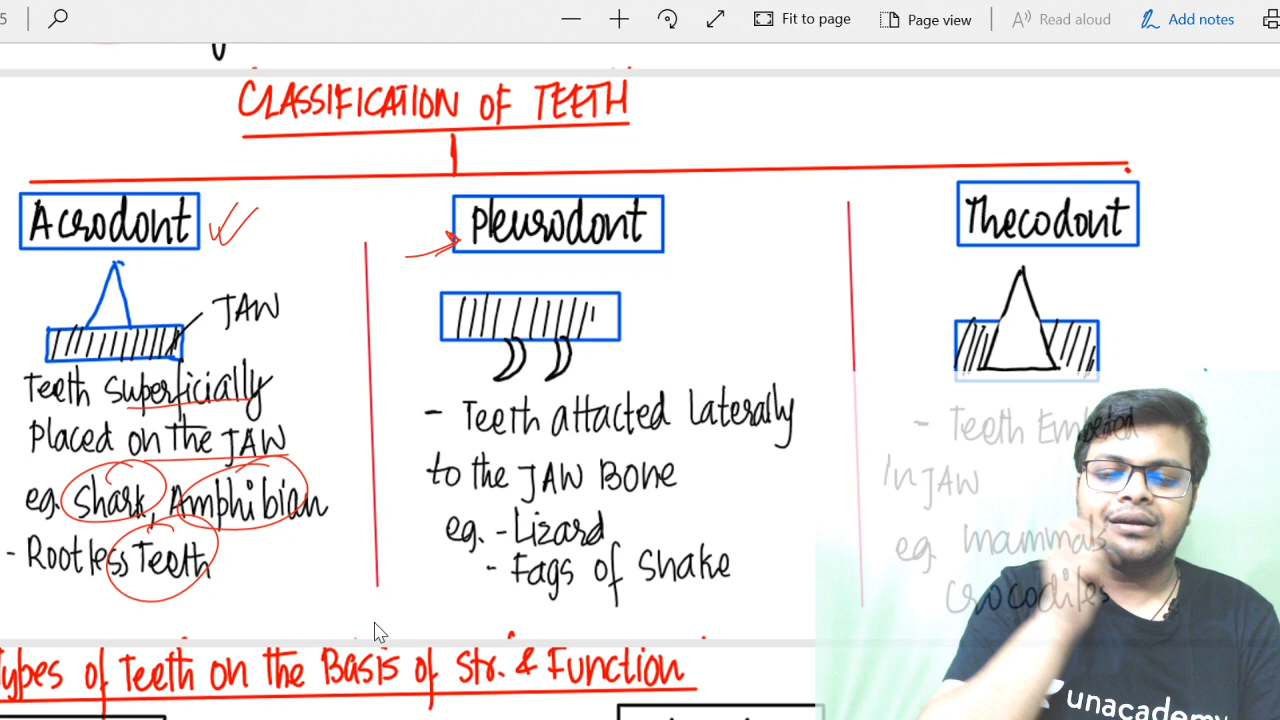 5
Fit to page
Page view
Read aloud
Add notes
CLASSIFICATION OF TEETH
Acrodont
JAW
Teeth superficially
Placed on the JAW
eg. Shark, Amphibian
- Rootless Teeth
Pleurodont
- Teeth attacted Laterally
to the JAW BONE
eg. - Lizard
- Fags of Shake
Thecodont
- Teeth Embeded
In JAW
eg. mammals
crocodiles
Types of Teeth on the Basis of Str. & Function
unacademy